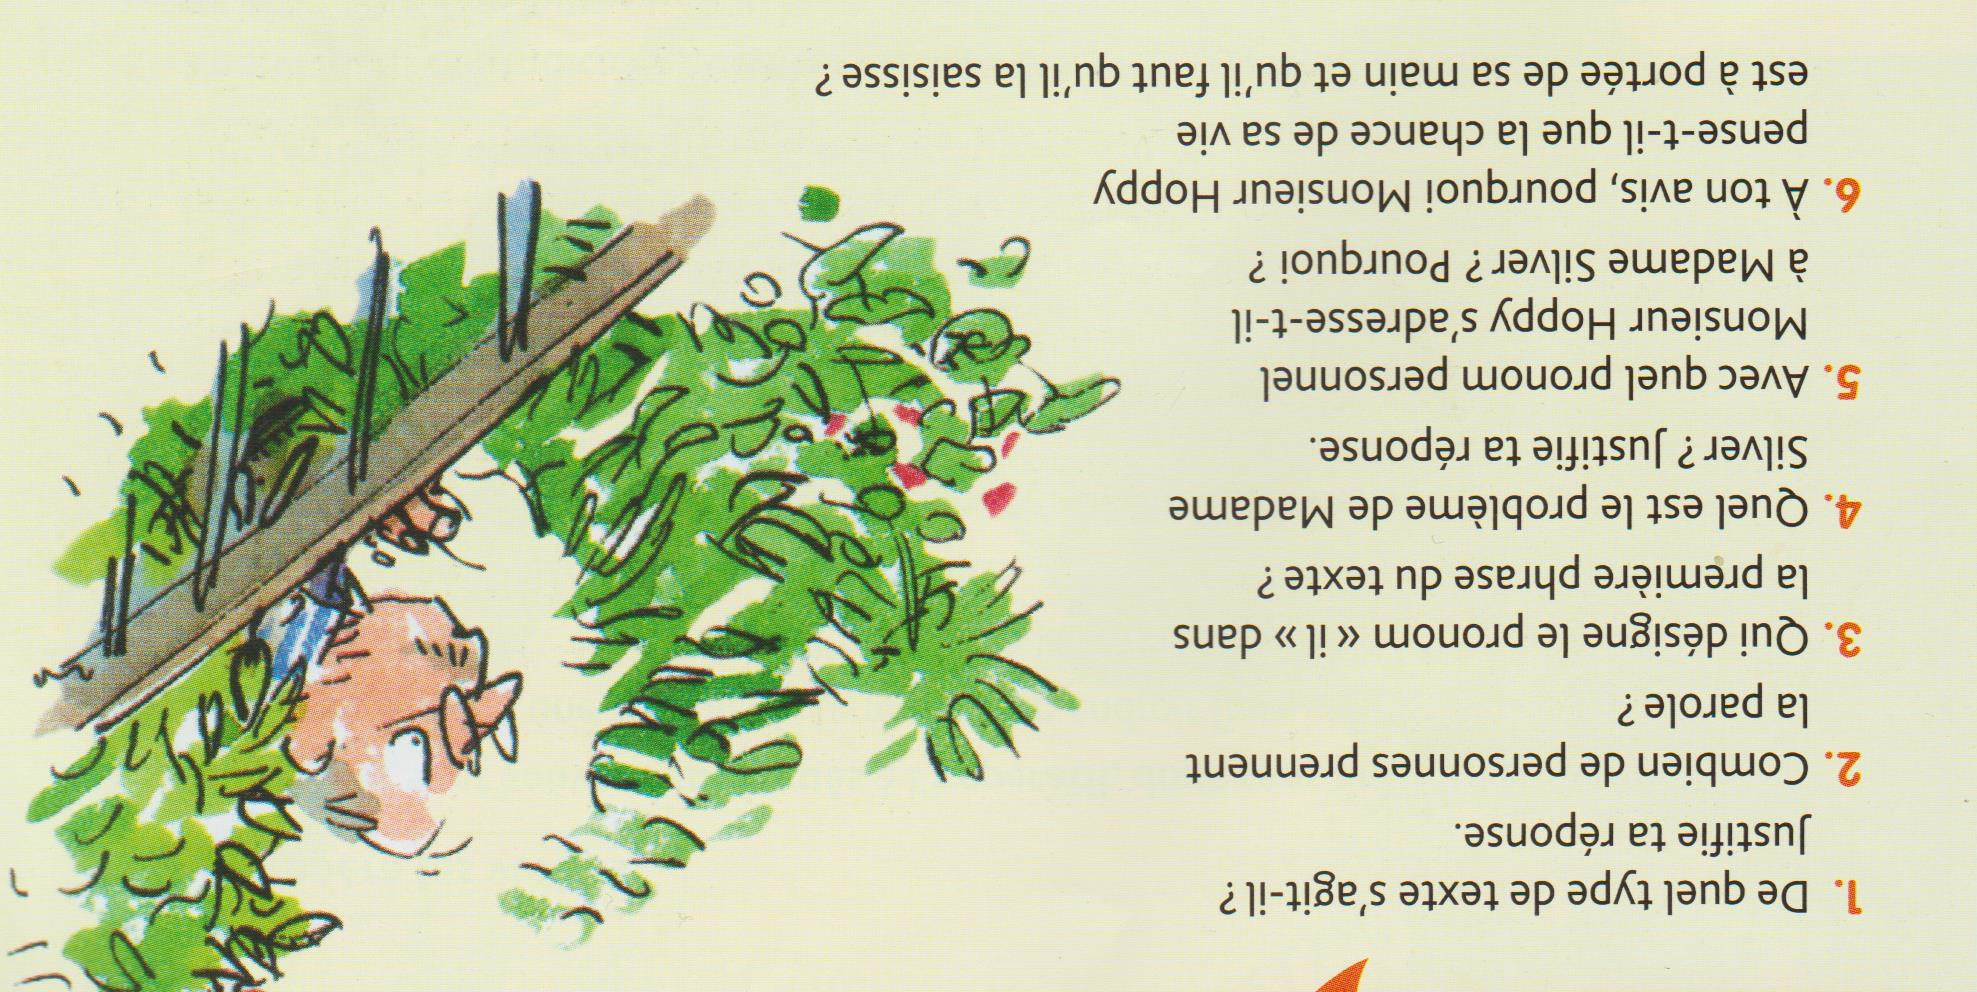 1. De quel type de texte s'agit-il ?
Justifie ta réponse.
2. Combien de personnes prennent
la parole ?
3. Qui désigne le pronom « il » dans
la première phrase du texte ?
4. Quel est le problème de Madame
Silver ? Justifie ta réponse.
5. Avec quel pronom personnel
Monsieur Hoppy s'adresse-t-il
à Madame Silver ? Pourquoi ?
6. À ton avis, pourquoi Monsieur Hoppy
pense-t-il que la chance de sa vie
est à portée de sa main et qu'il faut qu'il la saisisse ?